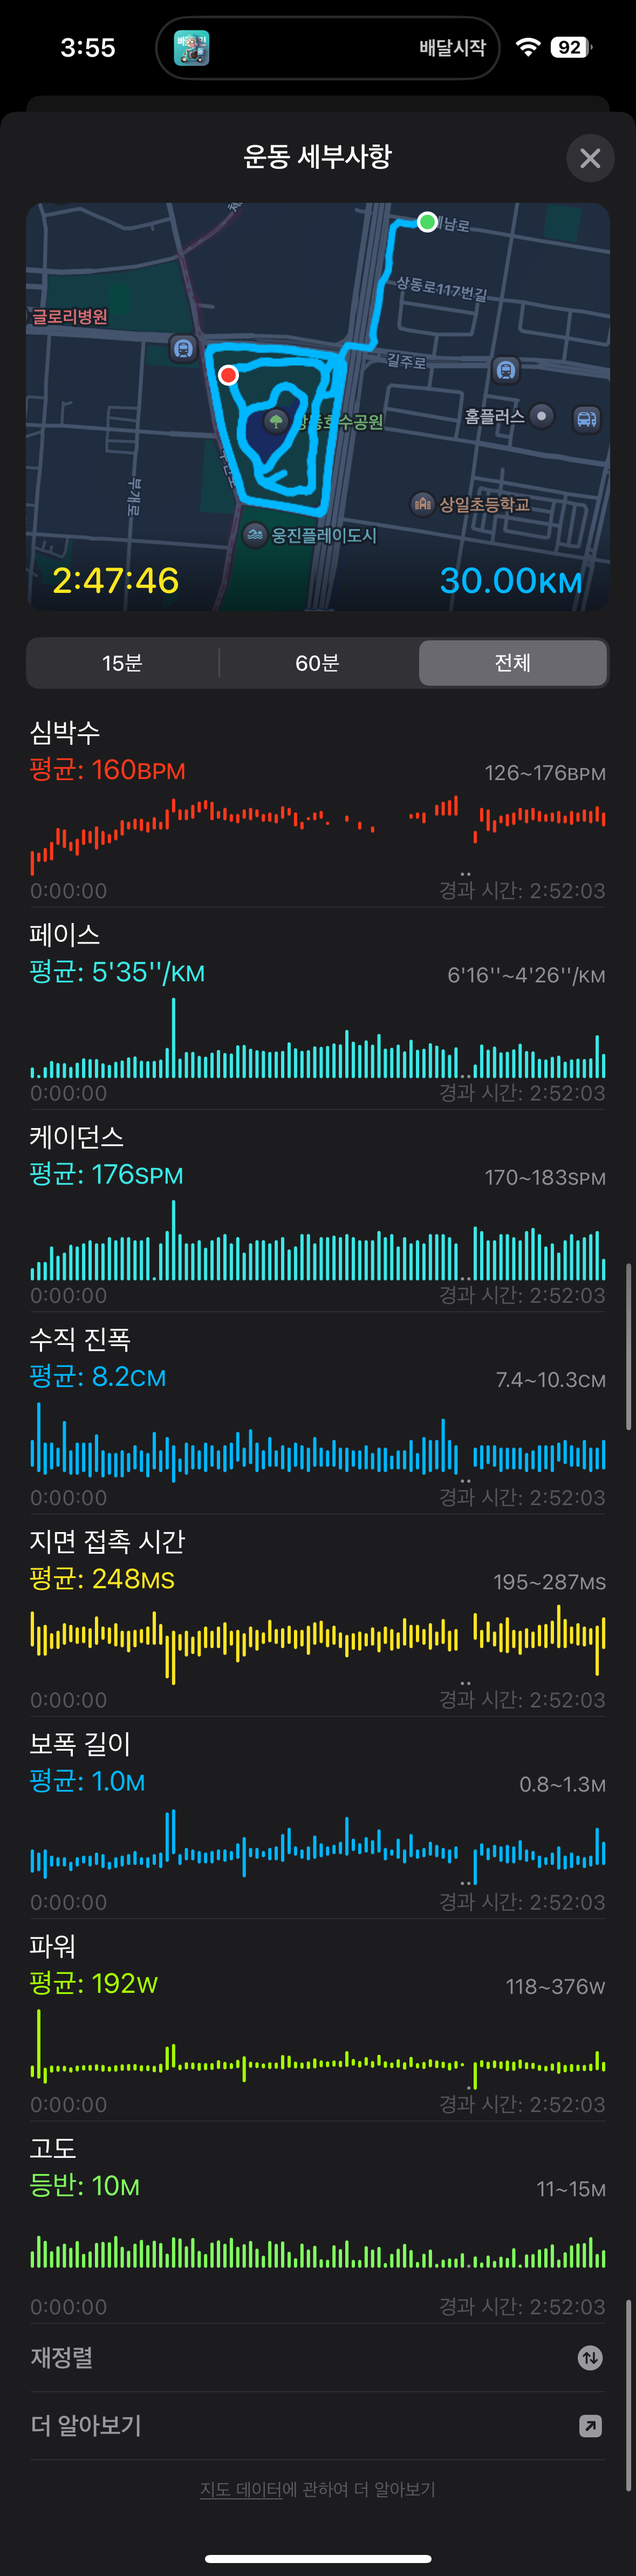 3:55
배달시작
92
운동 세부사항
해남로
상동로117번길
글로리병원
길주로
홈플러스
상동호수공원
부개로
상일초등학교
웅진플레이도시
2:47:46
30.00KM
15분
60분
전체
심박수
평균: 160BPM
126~176BPM
0:00:00
경과 시간: 2:52:03
페이스
평균: 5'35''/KM
6'16''~4'26''/KM
0:00:00
경과 시간: 2:52:03
케이던스
평균: 176SPM
170~183SPM
0:00:00
경과 시간: 2:52:03
수직 진폭
평균: 8.2CM
7.4~10.3CM
0:00:00
경과 시간: 2:52:03
지면 접촉 시간
평균: 248MS
195~287MS
0:00:00
경과 시간: 2:52:03
보폭 길이
평균: 1.0M
0.8~1.3M
0:00:00
경과 시간: 2:52:03
파워
평균: 192W
118~376W
0:00:00
경과 시간: 2:52:03
고도
등반: 10M
11~15M
0:00:00
경과 시간: 2:52:03
재정렬
더 알아보기
지도 데이터에 관하여 더 알아보기